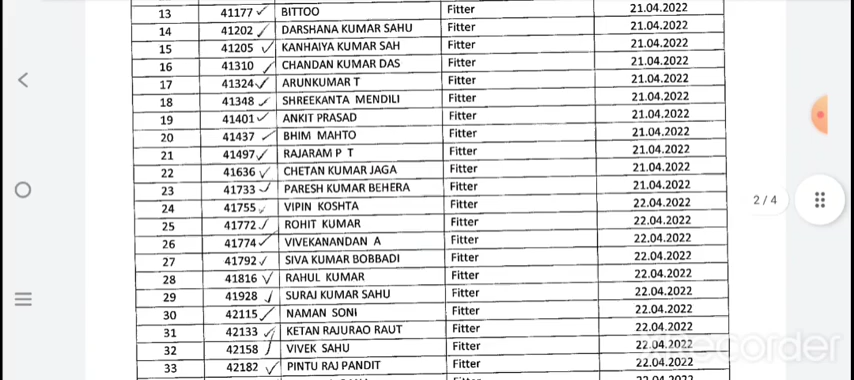 13 41177 BITTOO Fitter 21.04.2022
14 41202 DARSHANA KUMAR SAHU Fitter 21.04.2022
15 41205 KANHAIYA KUMAR SAH Fitter 21.04.2022
16 41310 CHANDAN KUMAR DAS Fitter 21.04.2022
17 41324 ARUNKUMAR T Fitter 21.04.2022
18 41348 SHREEKANTA MENDILI Fitter 21.04.2022
19 41401 ANKIT PRASAD Fitter 21.04.2022
20 41437 BHIM MAHTO Fitter 21.04.2022
21 41497 RAJARAM P T Fitter 21.04.2022
22 41636 CHETAN KUMAR JAGA Fitter 21.04.2022
23 41733 PARESH KUMAR BEHERA Fitter 21.04.2022
24 41755 VIPIN KOSHTA Fitter 22.04.2022
2 / 4
25 41772 ROHIT KUMAR Fitter 22.04.2022
26 41774 VIVEKANANDAN A Fitter 22.04.2022
27 41792 SIVA KUMAR BOBBADI Fitter 22.04.2022
28 41816 RAHUL KUMAR Fitter 22.04.2022
29 41928 SURAJ KUMAR SAHU Fitter 22.04.2022
30 42115 NAMAN SONI Fitter 22.04.2022
31 42133 KETAN RAJURAO RAUT Fitter 22.04.2022
32 42158 VIVEK SAHU Fitter 22.04.2022
33 42182 PINTU RAJ PANDIT Fitter 22.04.2022